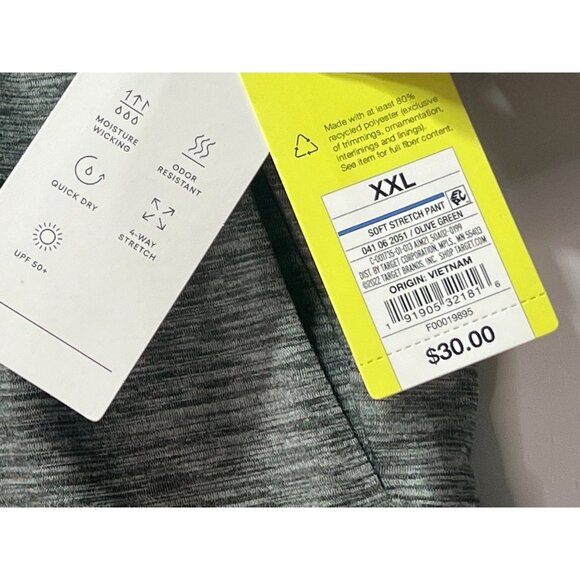 MOISTURE
WICKING
ODOR
RESISTANT
QUICK DRY
4-WAY
STRETCH
UPF 50+
Made with at least 80%
recycled polyester (exclusive
of trimmings, ornamentation,
interlinings and linings).
See item for full fiber content.
XXL
SOFT STRETCH PANT
041 06 2051 / OLIVE GREEN
DIST. BY TARGET CORPORATION, MPLS, MN 55403
©2022 TARGET BRANDS, INC. SHOP TARGET.COM
ORIGIN: VIETNAM
1 91905 32181 6
F00019895
$30.00